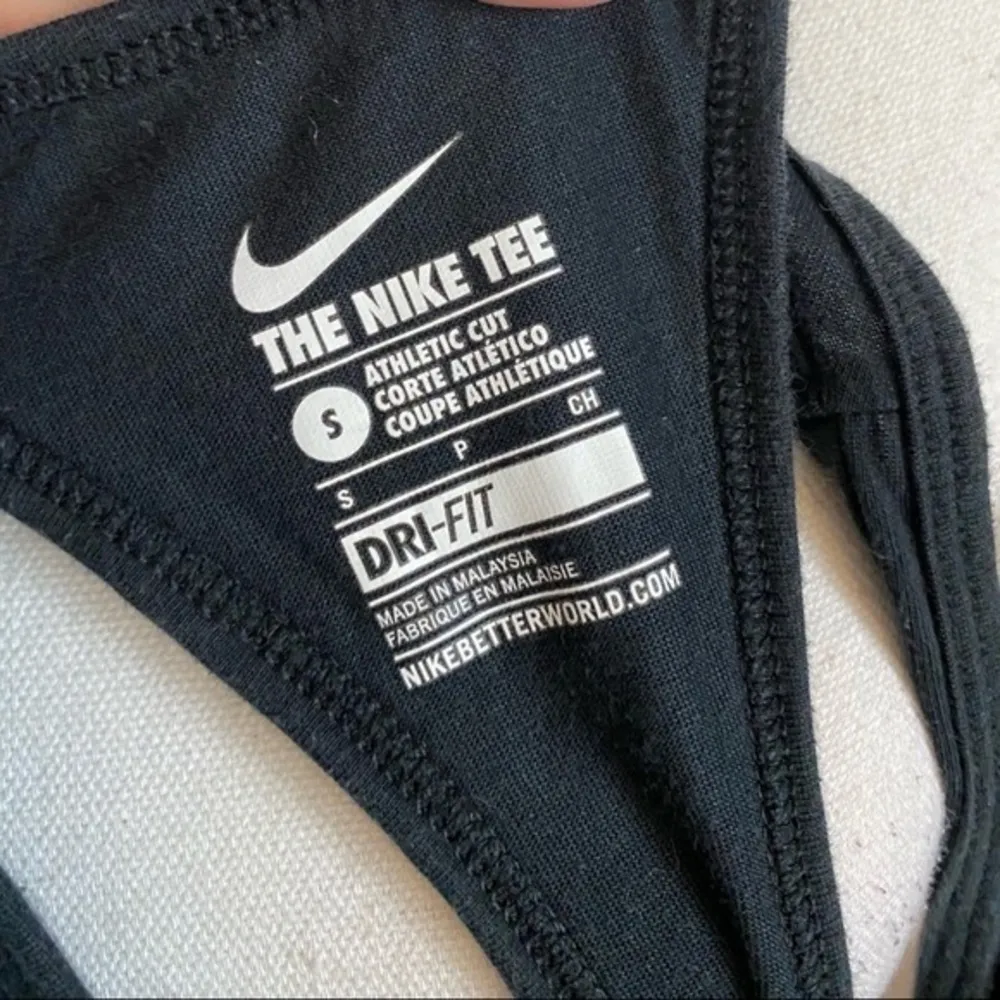 THE NIKE TEE
S
ATHLETIC CUT
CORTE ATLÉTICO
COUPE ATHLÉTIQUE
S P CH
DRI-FIT
MADE IN MALAYSIA
FABRIQUE EN MALAISIE
NIKEBETTERWORLD.COM